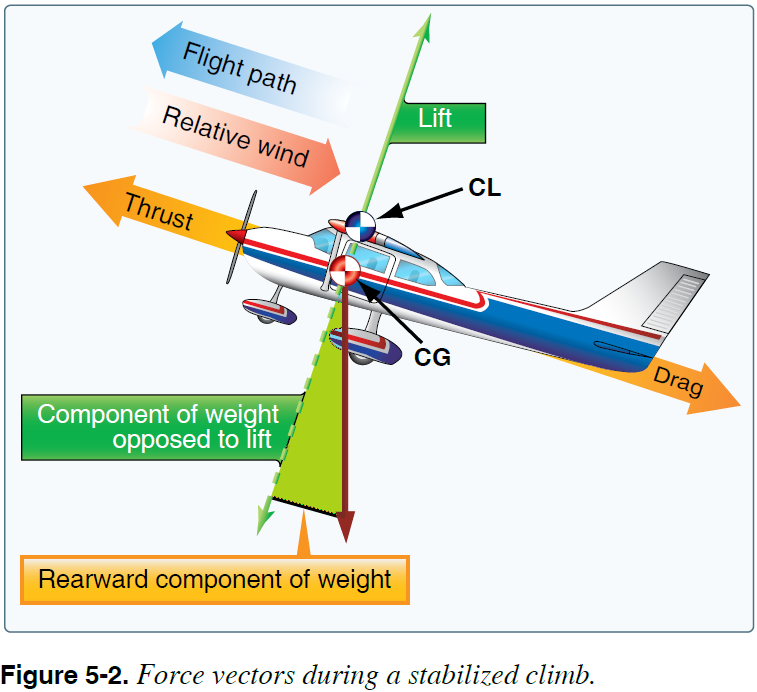 Flight path
Relative wind
Lift
CL
Thrust
CG
Drag
Component of weight
opposed to lift
Rearward component of weight
Figure 5-2. Force vectors during a stabilized climb.